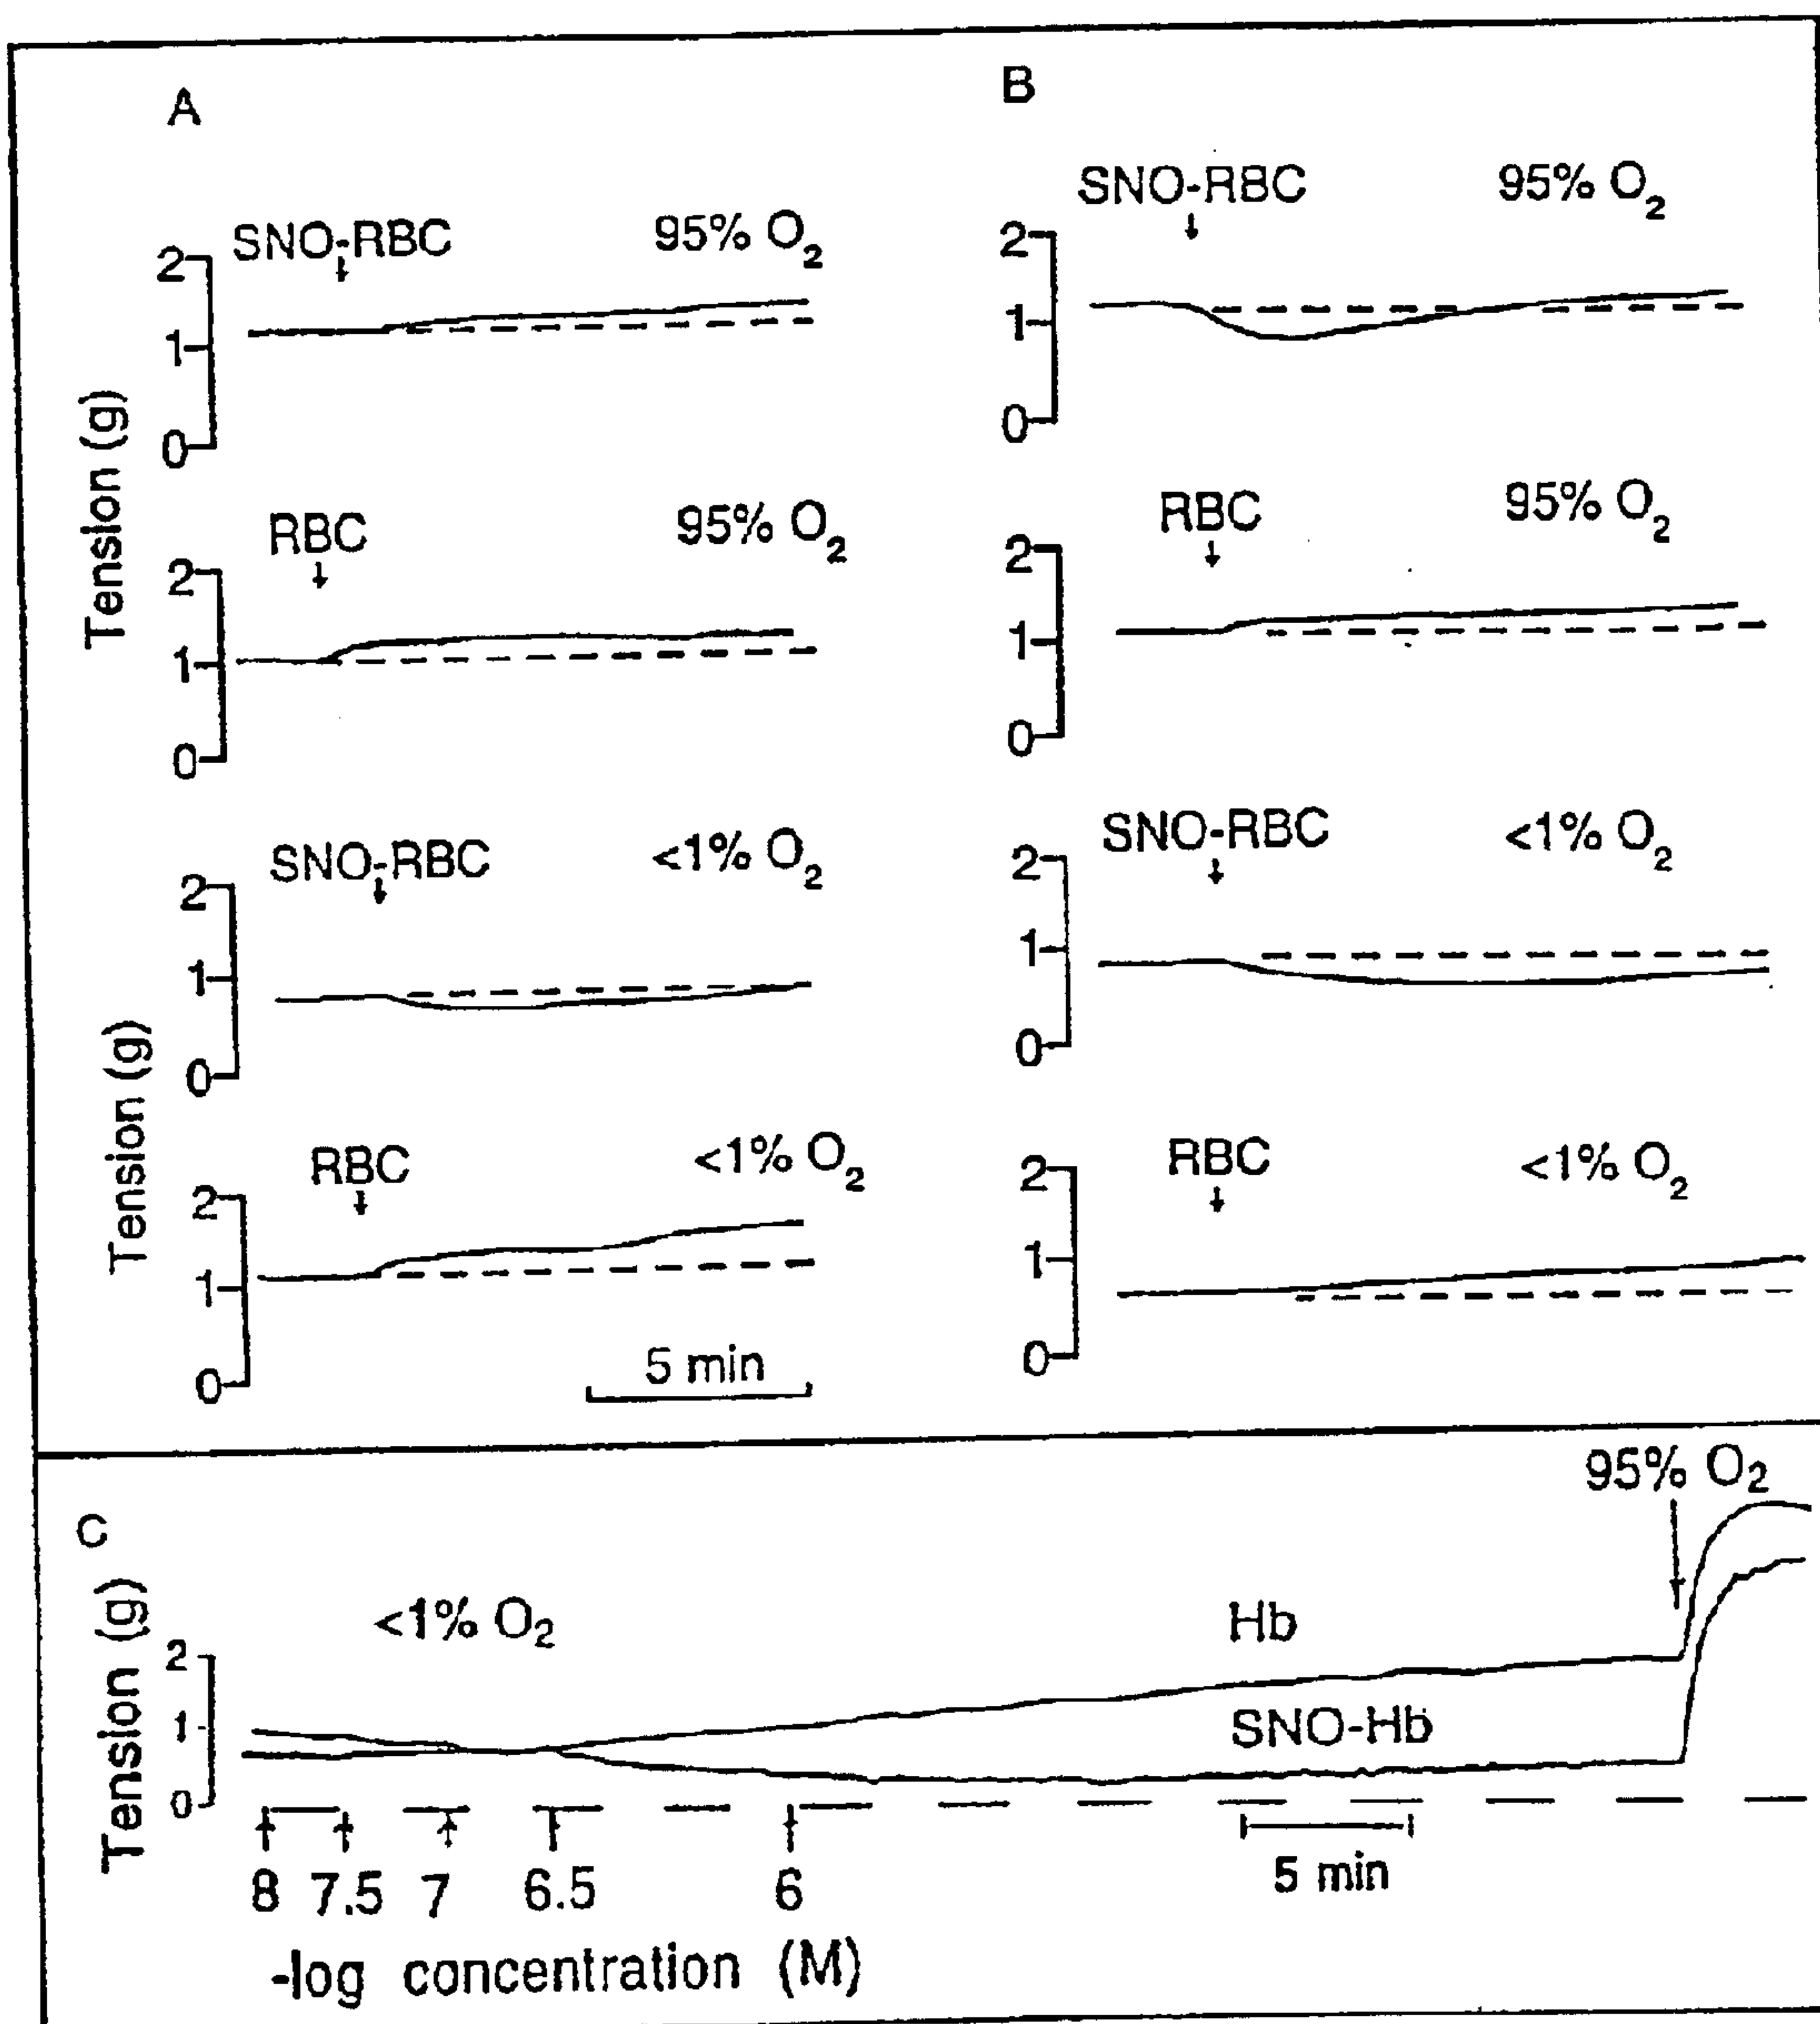 A
SNO-RBC
95% O₂
2
1
0
Tension (g)
RBC
95% O₂
2
1
0
SNO-RBC
<1% O₂
2
1
0
Tension (g)
RBC
<1% O₂
2
1
0
5 min
B
SNO-RBC
95% O₂
2
1
0
RBC
95% O₂
2
1
0
SNO-RBC
<1% O₂
2
1
0
RBC
<1% O₂
2
1
0
C
95% O₂
<1% O₂
Hb
SNO-Hb
Tension (g)
2
1
0
8 7.5 7 6.5 6
5 min
-log concentration (M)